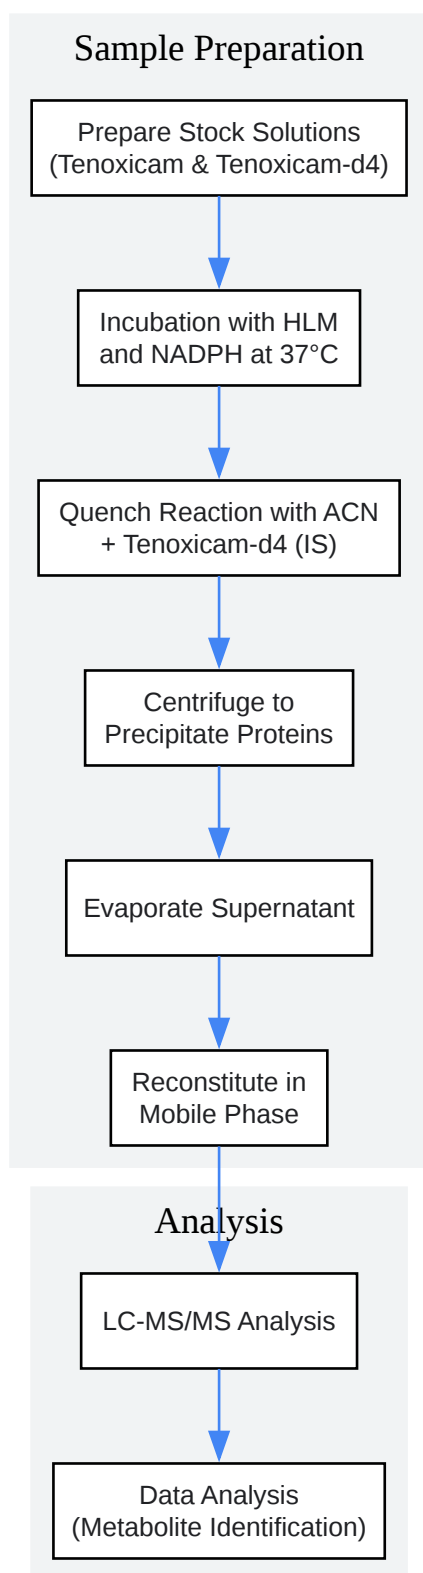 Sample Preparation
Prepare Stock Solutions
(Tenoxicam & Tenoxicam-d4)
Incubation with HLM
and NADPH at 37°C
Quench Reaction with ACN
+ Tenoxicam-d4 (IS)
Centrifuge to
Precipitate Proteins
Evaporate Supernatant
Reconstitute in
Mobile Phase
Analysis
LC-MS/MS Analysis
Data Analysis
(Metabolite Identification)